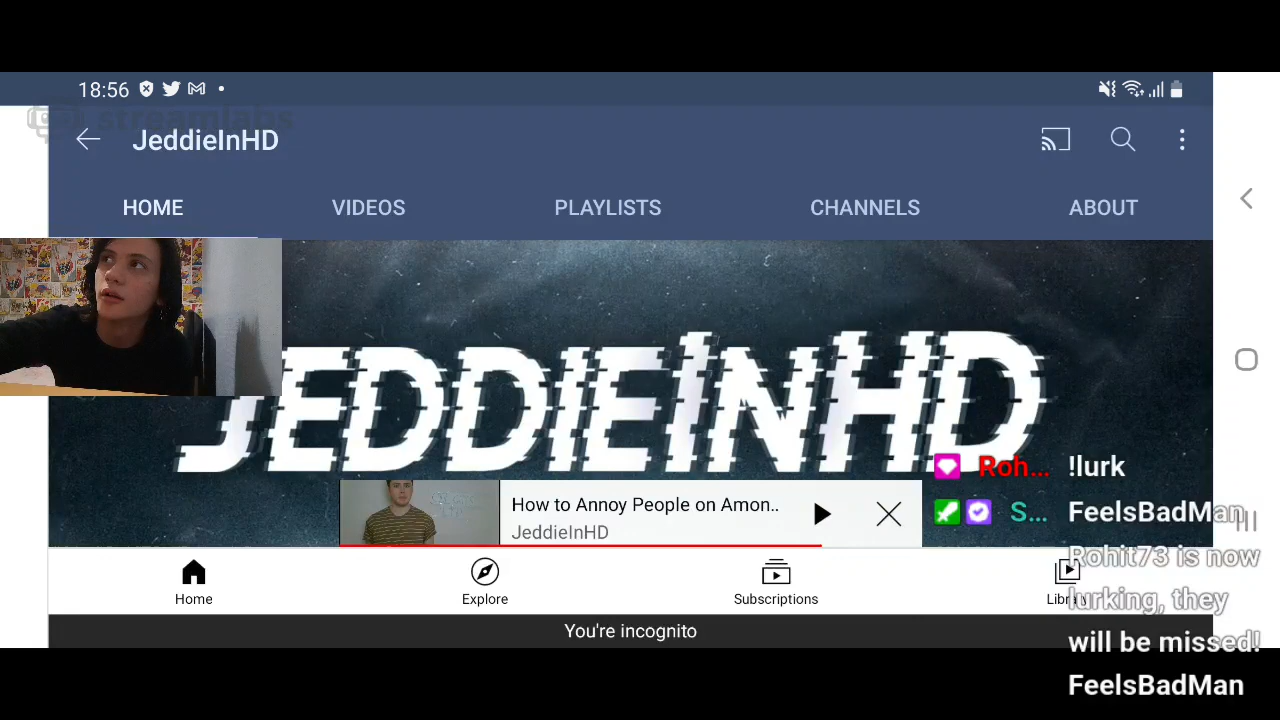 18:56
streamlabs
JeddieInHD
HOME
VIDEOS
PLAYLISTS
CHANNELS
ABOUT
JEDDIEINHD
How to Annoy People on Amon..
JeddieInHD
Roh... !lurk
S... FeelsBadMan
Rohit73 is now
lurking, they
will be missed!
FeelsBadMan
Home
Explore
Subscriptions
Library
You're incognito